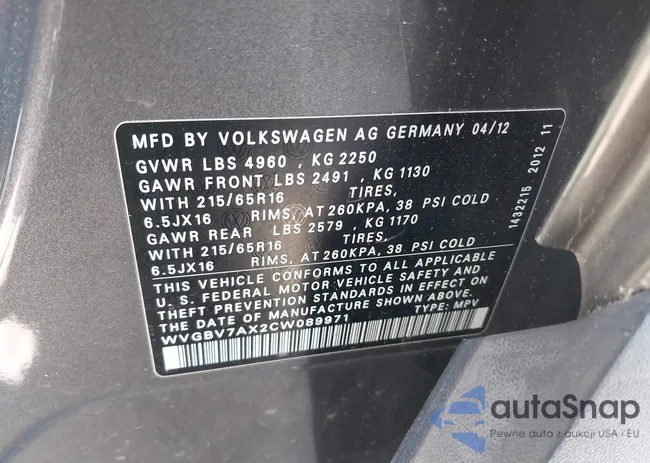 MFD BY VOLKSWAGEN AG GERMANY 04/12
GVWR LBS 4960 , KG 2250
GAWR FRONT LBS 2491 , KG 1130
WITH 215/65R16 TIRES,
6.5JX16 RIMS, AT 260KPA, 38 PSI COLD
GAWR REAR LBS 2579 , KG 1170
WITH 215/65R16 TIRES,
6.5JX16 RIMS, AT 260KPA, 38 PSI COLD
THIS VEHICLE CONFORMS TO ALL APPLICABLE
U. S. FEDERAL MOTOR VEHICLE SAFETY AND
THEFT PREVENTION STANDARDS IN EFFECT ON
THE DATE OF MANUFACTURE SHOWN ABOVE.
WVGBV7AX2CW089971 TYPE: MPV
1432215 2012 11
autaSnap
Pewne auta z aukcji USA i EU